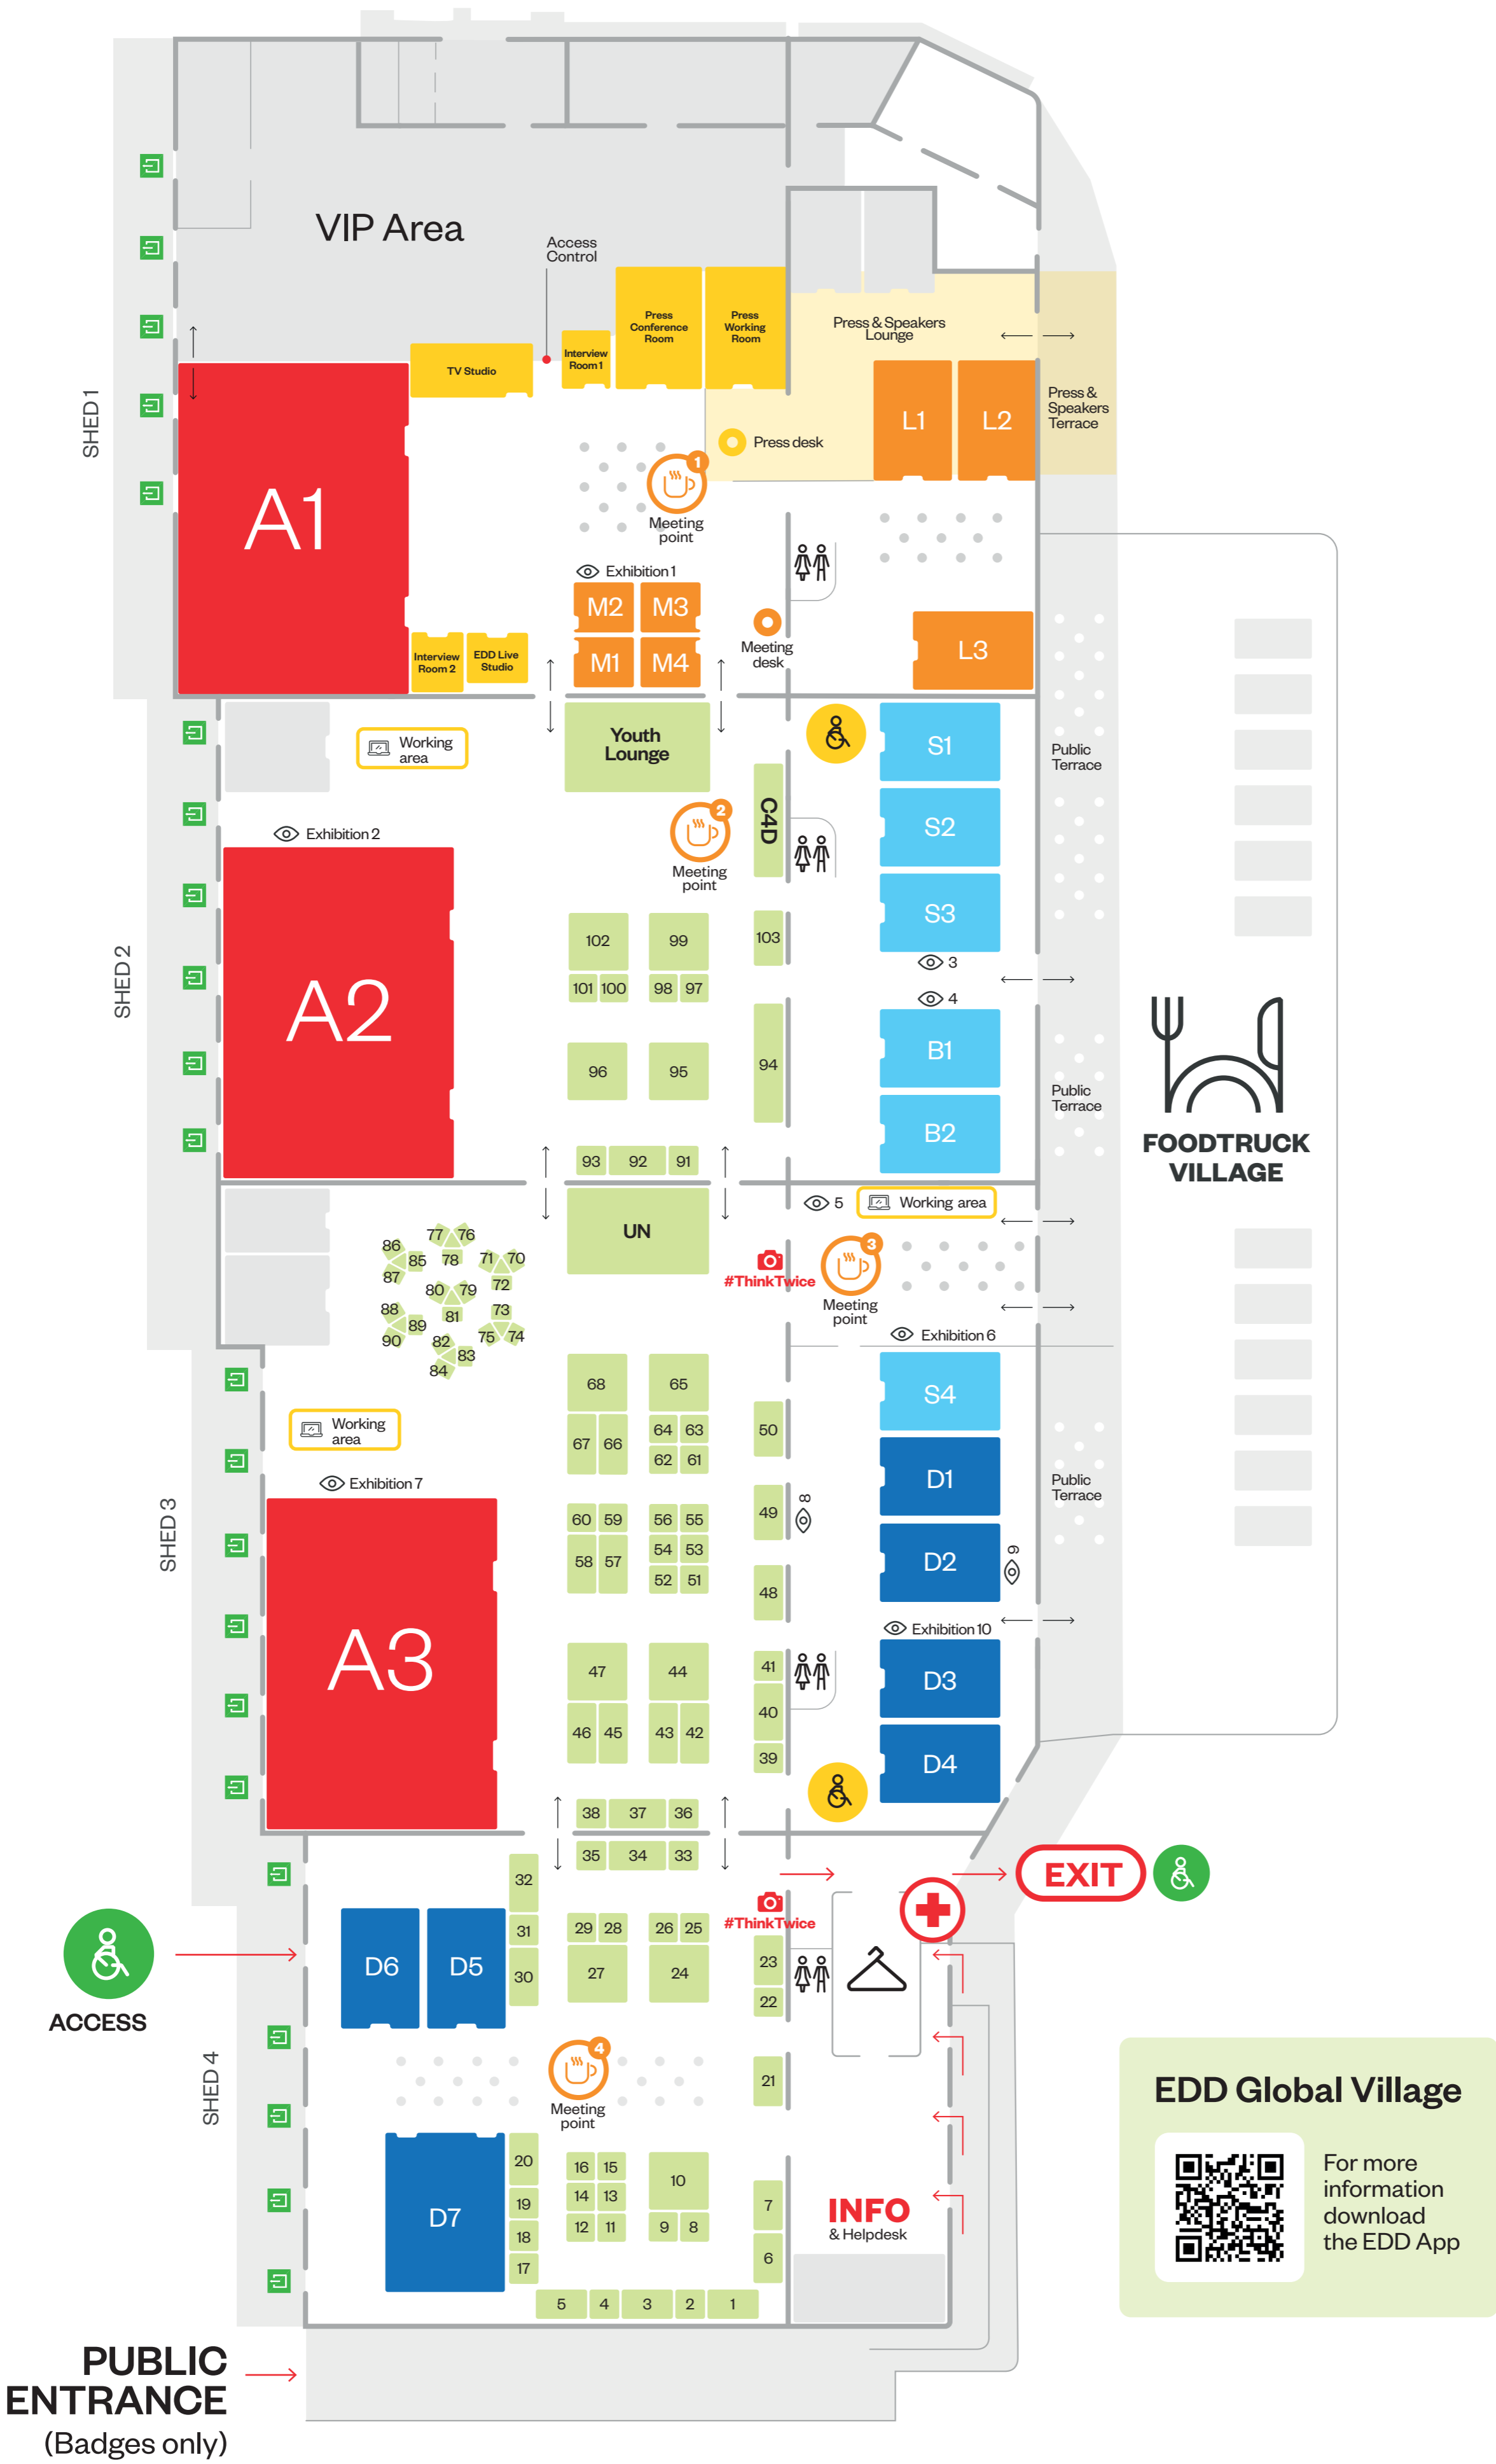 VIP Area
Access
Control
Press
Conference
Room
Press
Working
Room
Interview
Room 1
TV Studio
Press & Speakers
Lounge
Press &
Speakers
Terrace
L1
L2
Press desk
SHED 1
A1
1
Meeting
point
Exhibition 1
M2
M3
M1
M4
Meeting
desk
L3
Interview
Room 2
EDD Live
Studio
Working
area
Youth
Lounge
S1
Public
Terrace
C4D
2
Meeting
point
S2
Exhibition 2
SHED 2
A2
102
99
103
S3
101
100
98
97
3
4
96
95
94
B1
Public
Terrace
B2
FOODTRUCK
VILLAGE
93
92
91
UN
5
Working area
#ThinkTwice
3
Meeting
point
77
76
86
85
78
71
70
87
72
80
79
88
89
81
73
90
82
75
74
83
84
Exhibition 6
68
65
S4
67
66
64
63
62
61
50
Working
area
Exhibition 7
SHED 3
A3
D1
Public
Terrace
60
59
56
55
49
8
58
57
54
53
52
51
D2
9
48
Exhibition 10
47
44
41
D3
46
45
43
42
40
39
D4
38
37
36
35
34
33
EXIT
32
#ThinkTwice
31
29
28
26
25
D6
D5
30
27
24
23
22
ACCESS
SHED 4
4
Meeting
point
21
EDD Global Village
For more
information
download
the EDD App
D7
20
16
15
10
19
14
13
7
18
12
11
9
8
INFO
& Helpdesk
17
6
5
4
3
2
1
PUBLIC
ENTRANCE
(Badges only)